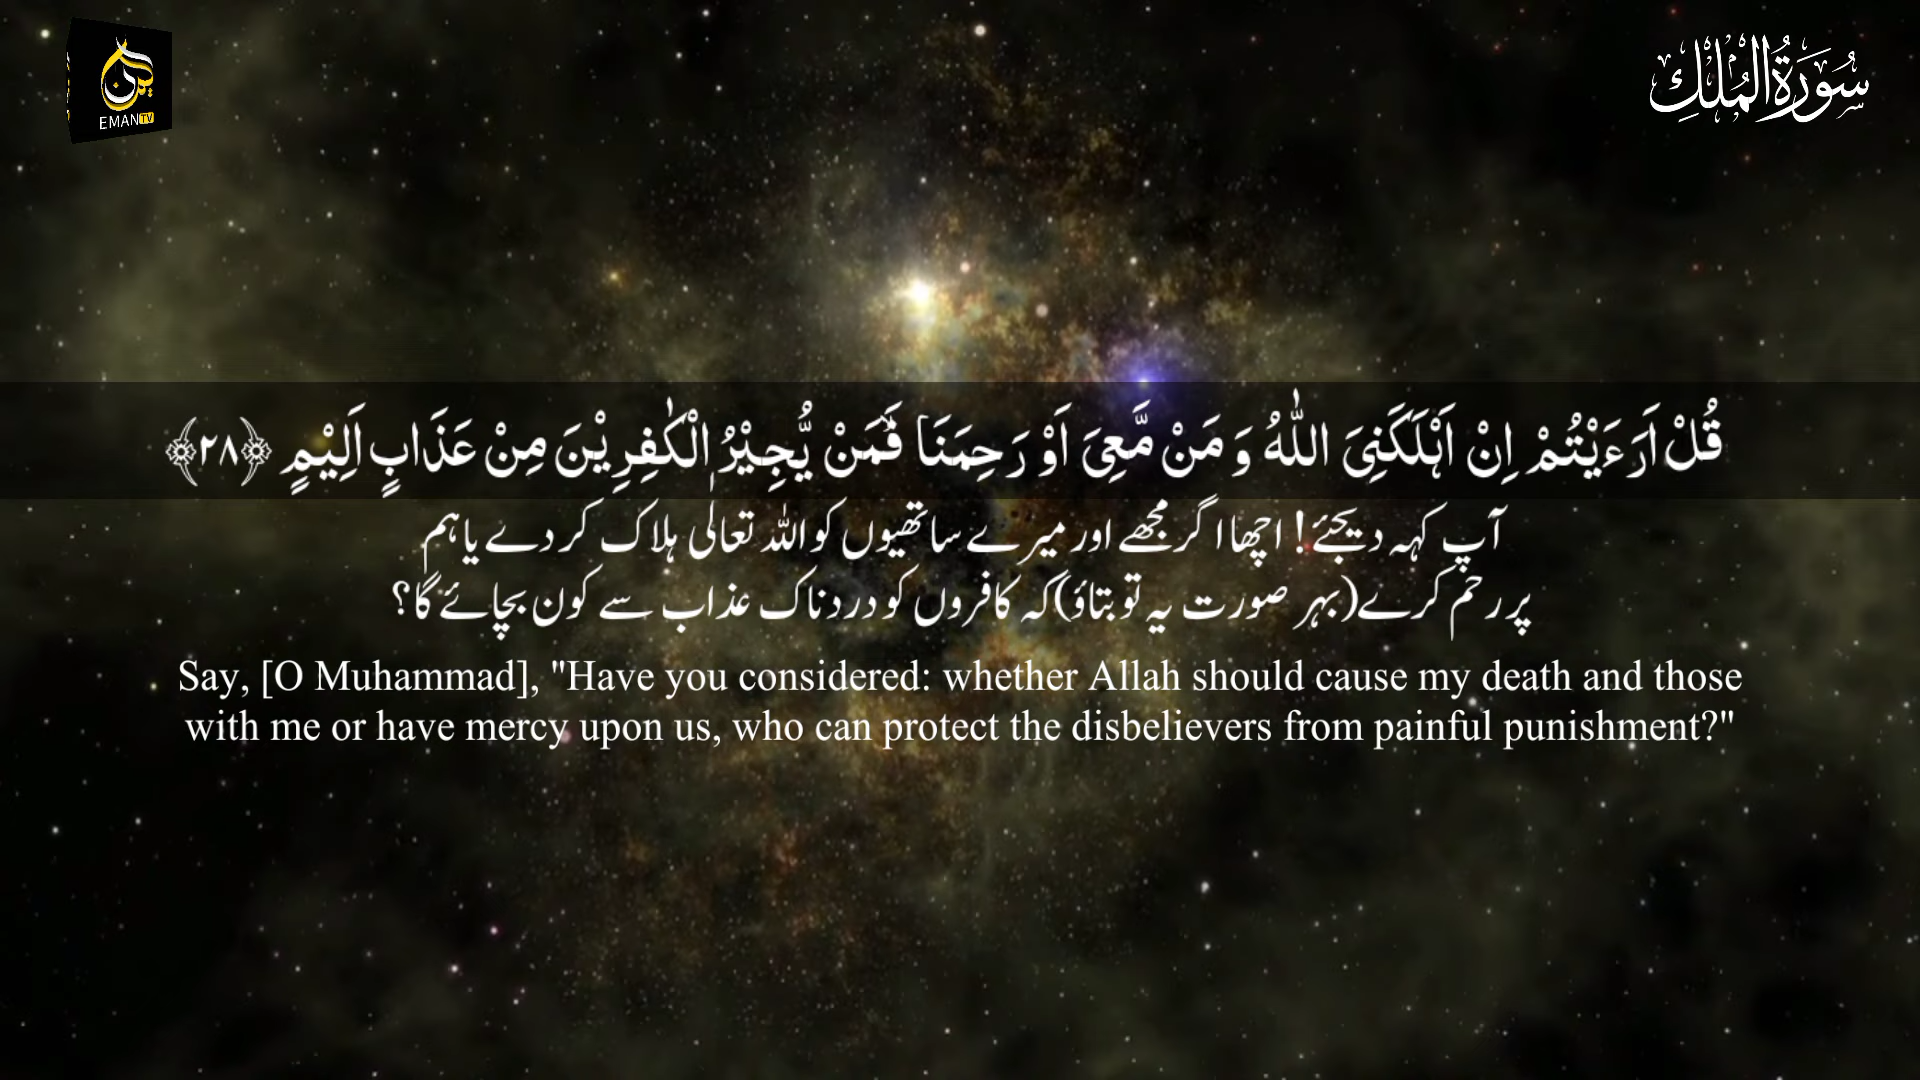 EMANTV
سُورَةُ الْمُلْكِ
قُلْ اَرَءَیْتُمْ اِنْ اَہْلَكَنِیَ اللّٰہُ وَ مَنْ مَّعِیَ اَوْ رَحِمَنَا ۙ فَمَنْ یُّجِیْرُ الْكٰفِرِیْنَ مِنْ عَذَابٍ اَلِیْمٍ ﴿۲۸﴾
آپ کہہ دیجئے! اچھا اگر مجھے اور میرے ساتھیوں کو اللہ تعالٰی ہلاک کر دے یا ہم
پر رحم کرے(بہر صورت یہ تو بتاؤ)کہ کافروں کو دردناک عذاب سے کون بچائے گا؟
Say, [O Muhammad], "Have you considered: whether Allah should cause my death and those
with me or have mercy upon us, who can protect the disbelievers from painful punishment?"